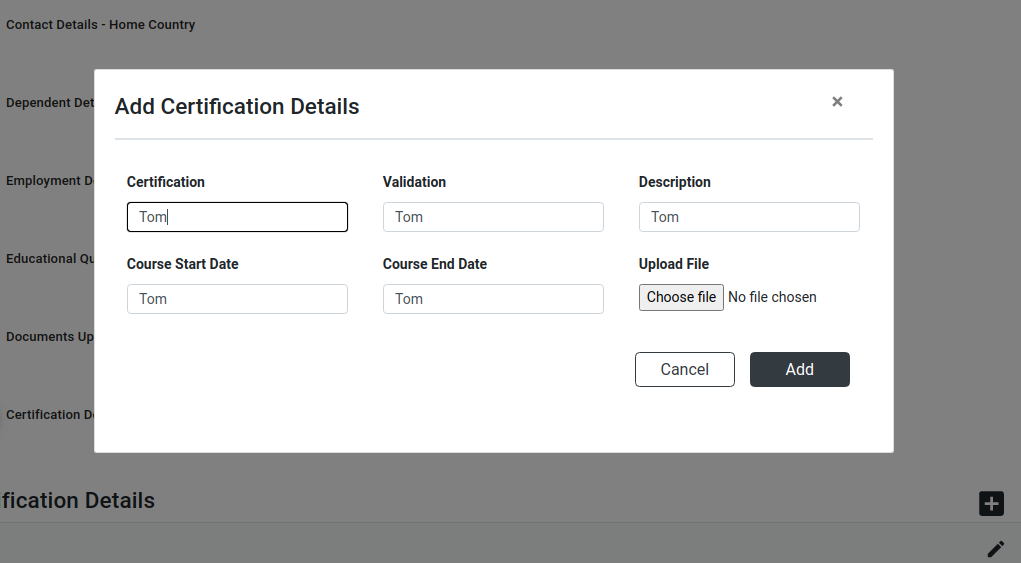 Contact Details - Home Country
Dependent Det
Employment D
Educational Qu
Documents Up
Certification D
Add Certification Details
×
Certification Validation Description
Tom Tom Tom
Course Start Date Course End Date Upload File
Tom Tom Choose file No file chosen
Cancel Add
fication Details